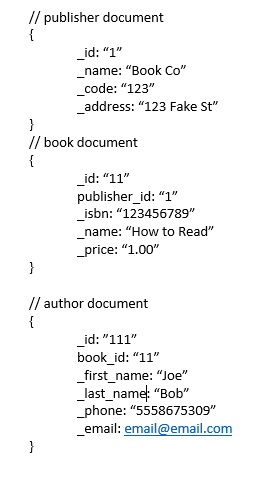 // publisher document
{
_id: “1”
_name: “Book Co”
_code: “123”
_address: “123 Fake St”
}
// book document
{
_id: “11”
publisher_id: “1”
_isbn: “123456789”
_name: “How to Read”
_price: “1.00”
}
// author document
{
_id: ”111”
book_id: “11”
_first_name: “Joe”
_last_name: “Bob”
_phone: “5558675309”
_email: email@email.com
}